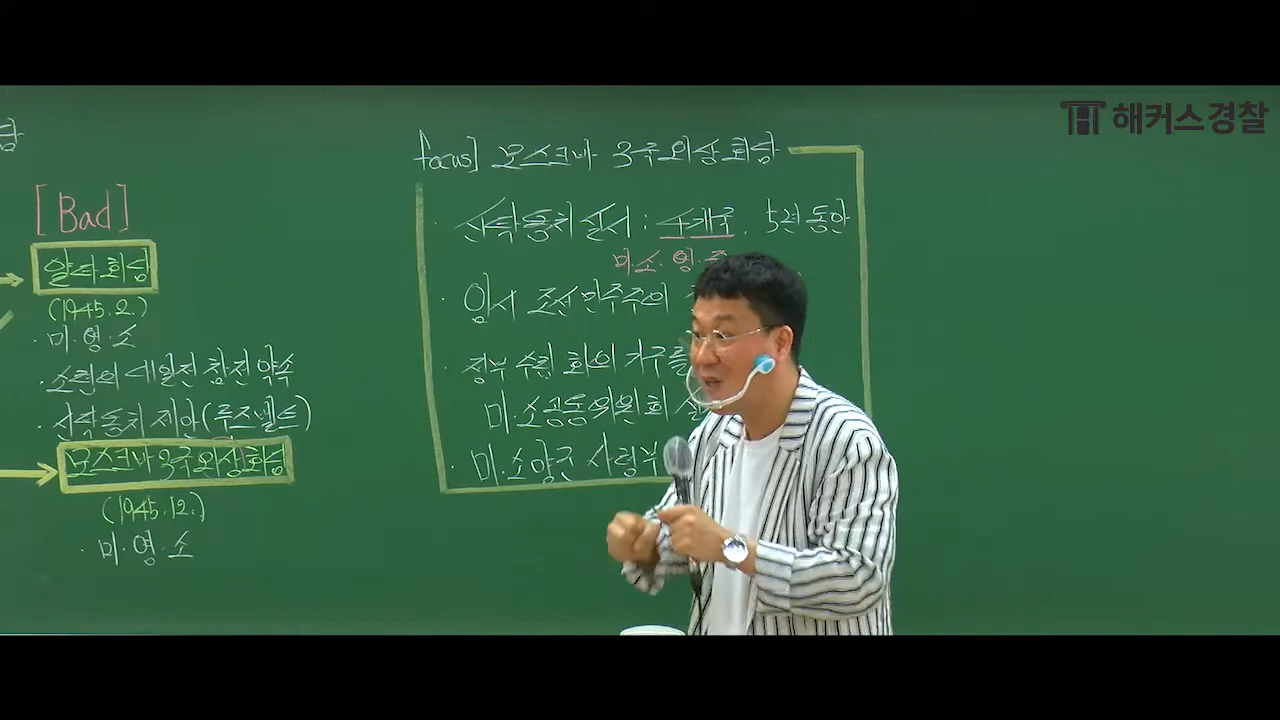 해커스경찰
[Bad]
얄타회담
(1945.2.)
· 미·영·소
· 소련의 대일전 참전 약속
· 신탁통치 제안(루즈벨트)
모스크바 3국외상회담
(1945.12.)
· 미·영·소
focus] 모스크바 3국외상회담
· 신탁통치 실시 : 4개국, 5년 동안
미·소·영·중
· 임시 조선민주주의
· 정부 수립 회의 기구를
미·소공동위원회
· 미·소양군 사령부